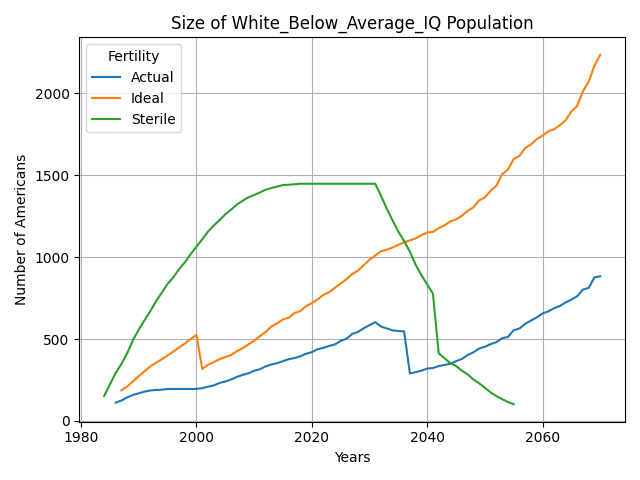 Size of White_Below_Average_IQ Population
Fertility
Actual
Ideal
Sterile
Number of Americans
2000
1500
1000
500
0
1980
2000
2020
2040
2060
Years